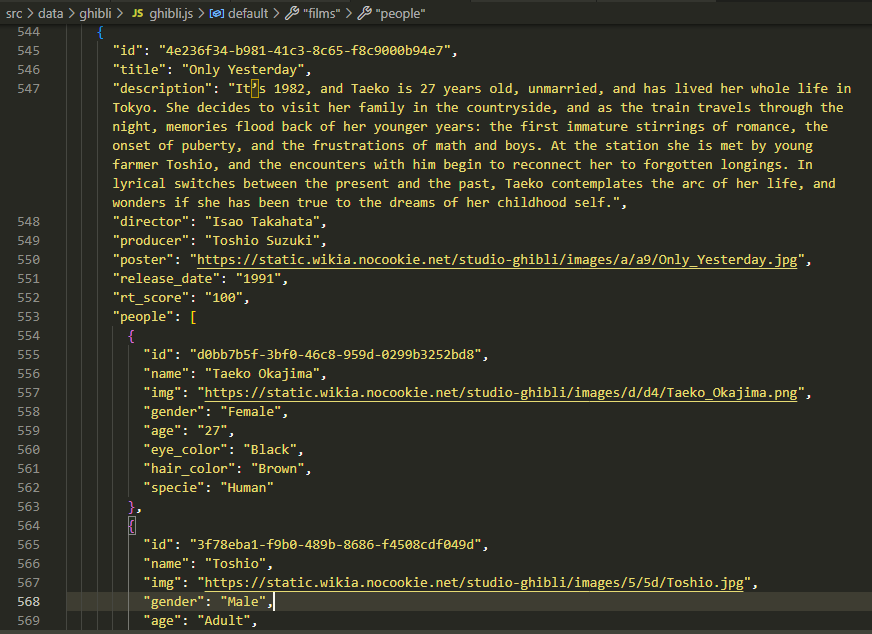 src > data > ghibli > JS ghibli.js > default > "films" > "people"
544 {
545 "id": "4e236f34-b981-41c3-8c65-f8c9000b94e7",
546 "title": "Only Yesterday",
547 "description": "It’s 1982, and Taeko is 27 years old, unmarried, and has lived her whole life in
Tokyo. She decides to visit her family in the countryside, and as the train travels through the
night, memories flood back of her younger years: the first immature stirrings of romance, the
onset of puberty, and the frustrations of math and boys. At the station she is met by young
farmer Toshio, and the encounters with him begin to reconnect her to forgotten longings. In
lyrical switches between the present and the past, Taeko contemplates the arc of her life, and
wonders if she has been true to the dreams of her childhood self.",
548 "director": "Isao Takahata",
549 "producer": "Toshio Suzuki",
550 "poster": "https://static.wikia.nocookie.net/studio-ghibli/images/a/a9/Only_Yesterday.jpg",
551 "release_date": "1991",
552 "rt_score": "100",
553 "people": [
554 {
555 "id": "d0bb7b5f-3bf0-46c8-959d-0299b3252bd8",
556 "name": "Taeko Okajima",
557 "img": "https://static.wikia.nocookie.net/studio-ghibli/images/d/d4/Taeko_Okajima.png",
558 "gender": "Female",
559 "age": "27",
560 "eye_color": "Black",
561 "hair_color": "Brown",
562 "specie": "Human"
563 },
564 {
565 "id": "3f78eba1-f9b0-489b-8686-f4508cdf049d",
566 "name": "Toshio",
567 "img": "https://static.wikia.nocookie.net/studio-ghibli/images/5/5d/Toshio.jpg",
568 "gender": "Male",
569 "age": "Adult",